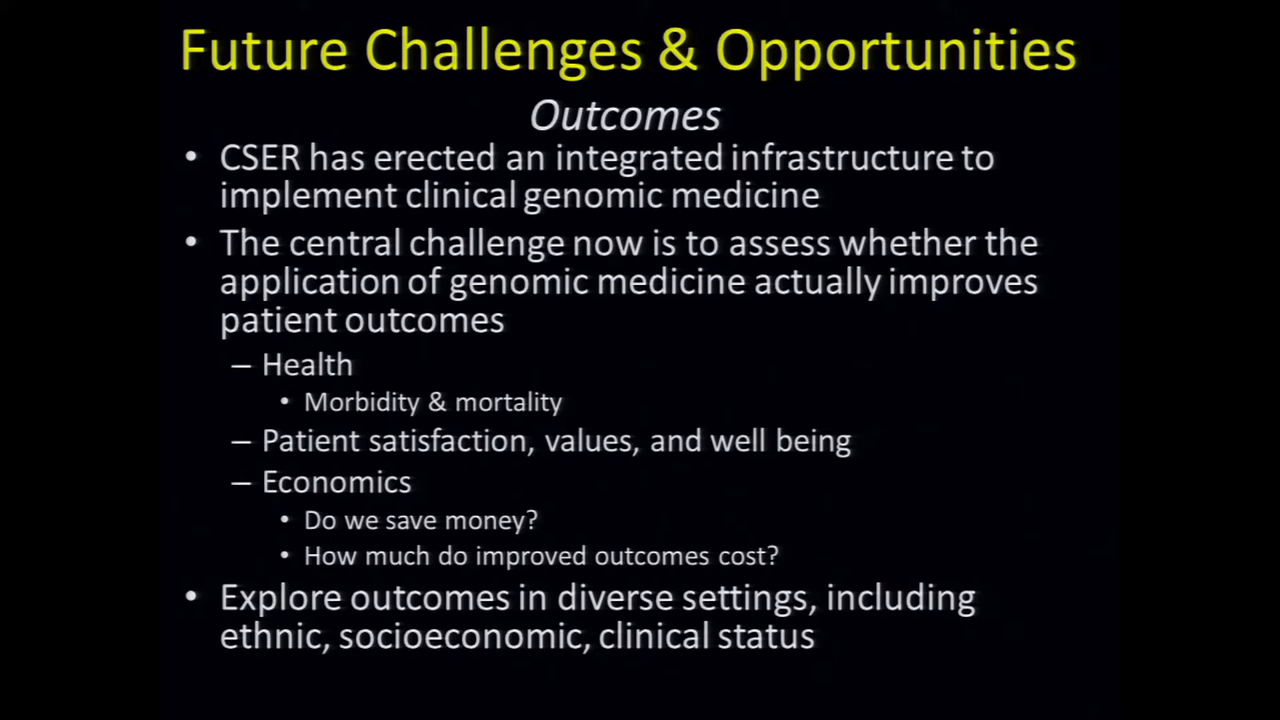 Future Challenges & Opportunities
Outcomes
• CSER has erected an integrated infrastructure to
implement clinical genomic medicine
• The central challenge now is to assess whether the
application of genomic medicine actually improves
patient outcomes
– Health
• Morbidity & mortality
– Patient satisfaction, values, and well being
– Economics
• Do we save money?
• How much do improved outcomes cost?
• Explore outcomes in diverse settings, including
ethnic, socioeconomic, clinical status